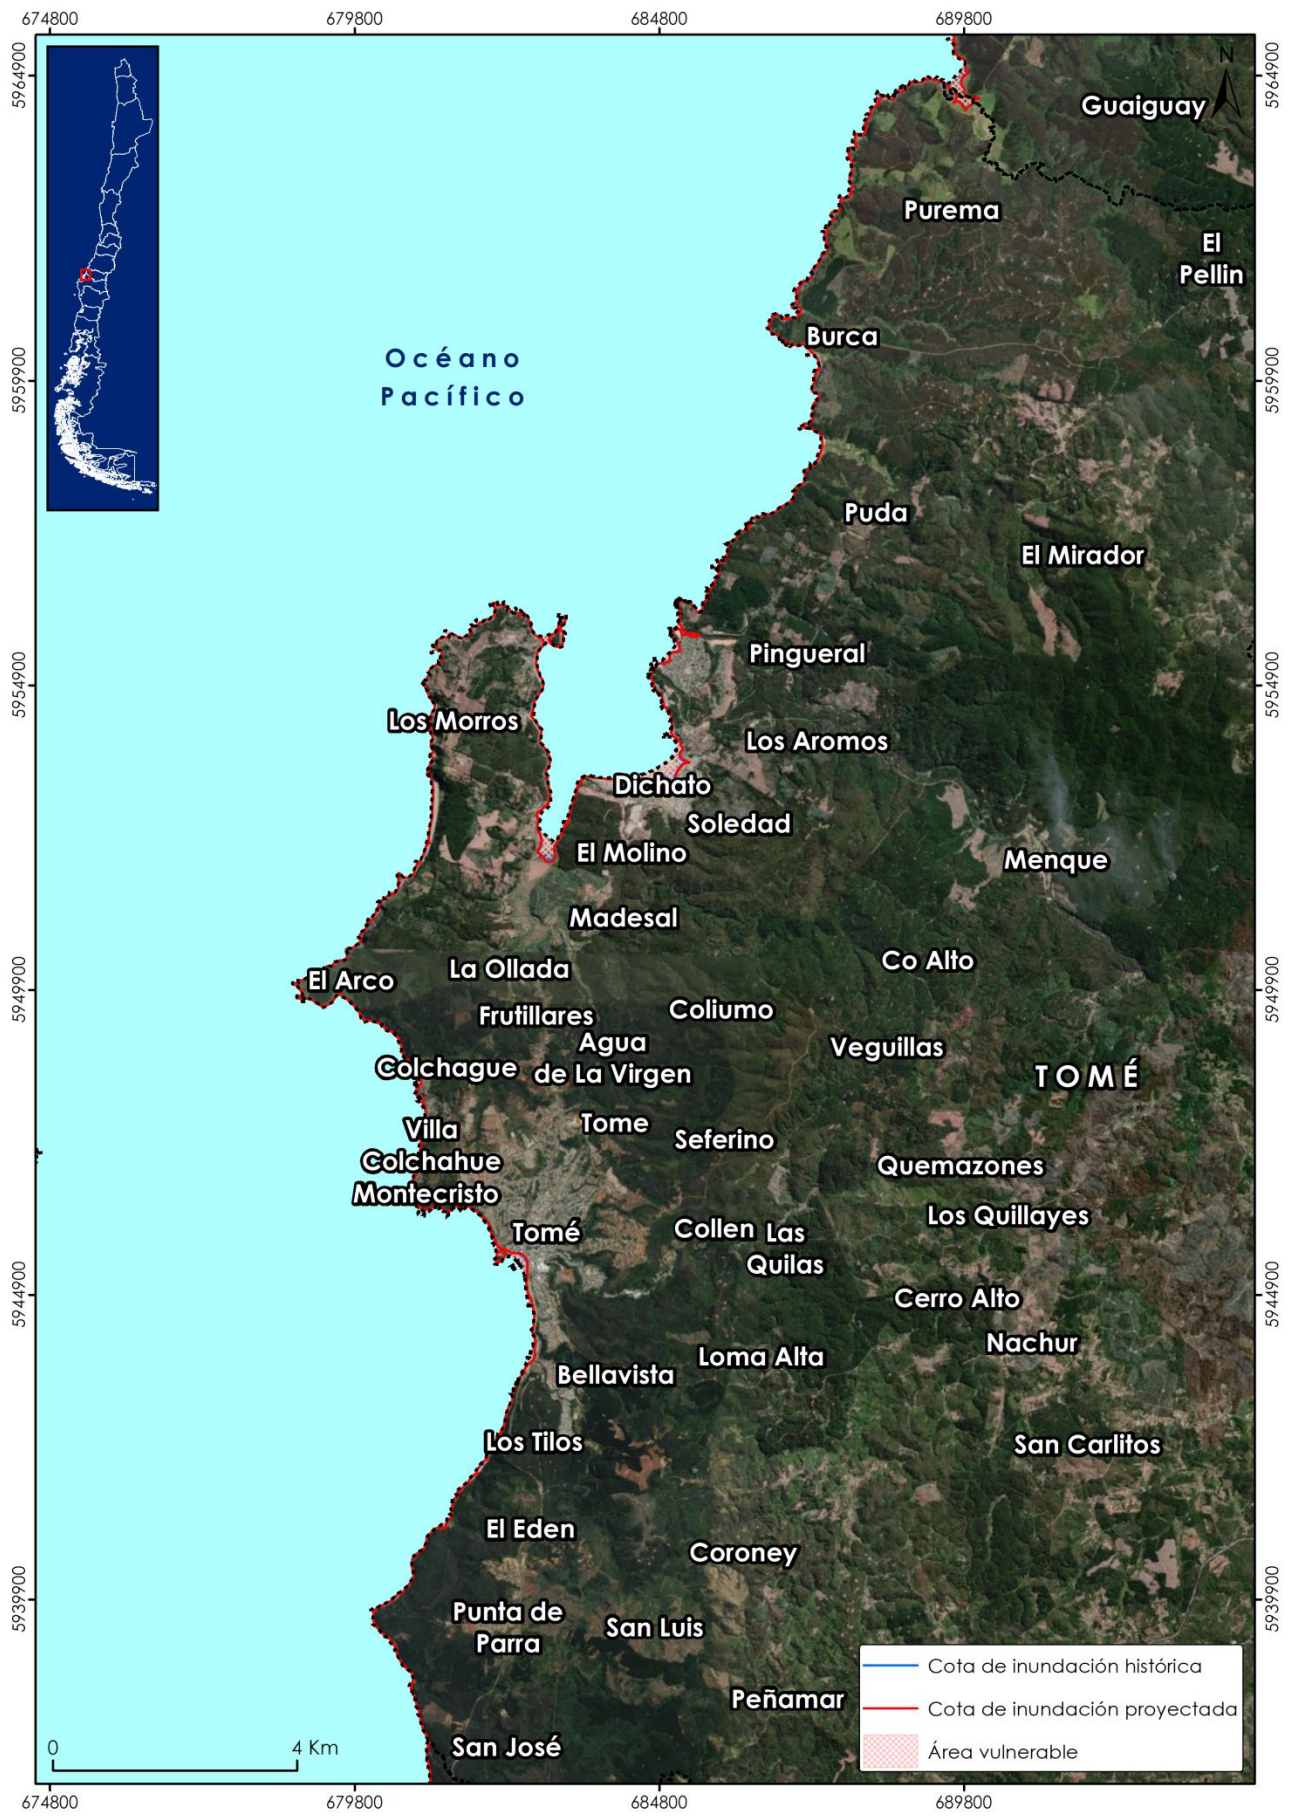 674800
679800
684800
689800
5964900
5964900
N
Guaiguay
Purema
El
Pellin
Burca
Océano
Pacífico
5959900
5959900
Puda
El Mirador
Pingueral
5954900
5954900
Los Morros
Los Aromos
Dichato
Soledad
El Molino
Menque
Madesal
Co Alto
La Ollada
El Arco
5949900
5949900
Coliumo
Frutillares
Agua
de La Virgen
Veguillas
Colchague
TOMÉ
Tome
Villa
Colchahue
Seferino
Quemazones
Montecristo
Los Quillayes
Tomé
Collen
Las
Quilas
5944900
5944900
Cerro Alto
Nachur
Loma Alta
Bellavista
Los Tilos
San Carlitos
El Eden
Coroney
5939900
5939900
Punta de
Parra
San Luis
Peñamar
San José
Cota de inundación histórica
Cota de inundación proyectada
Área vulnerable
0
4 Km
674800
679800
684800
689800